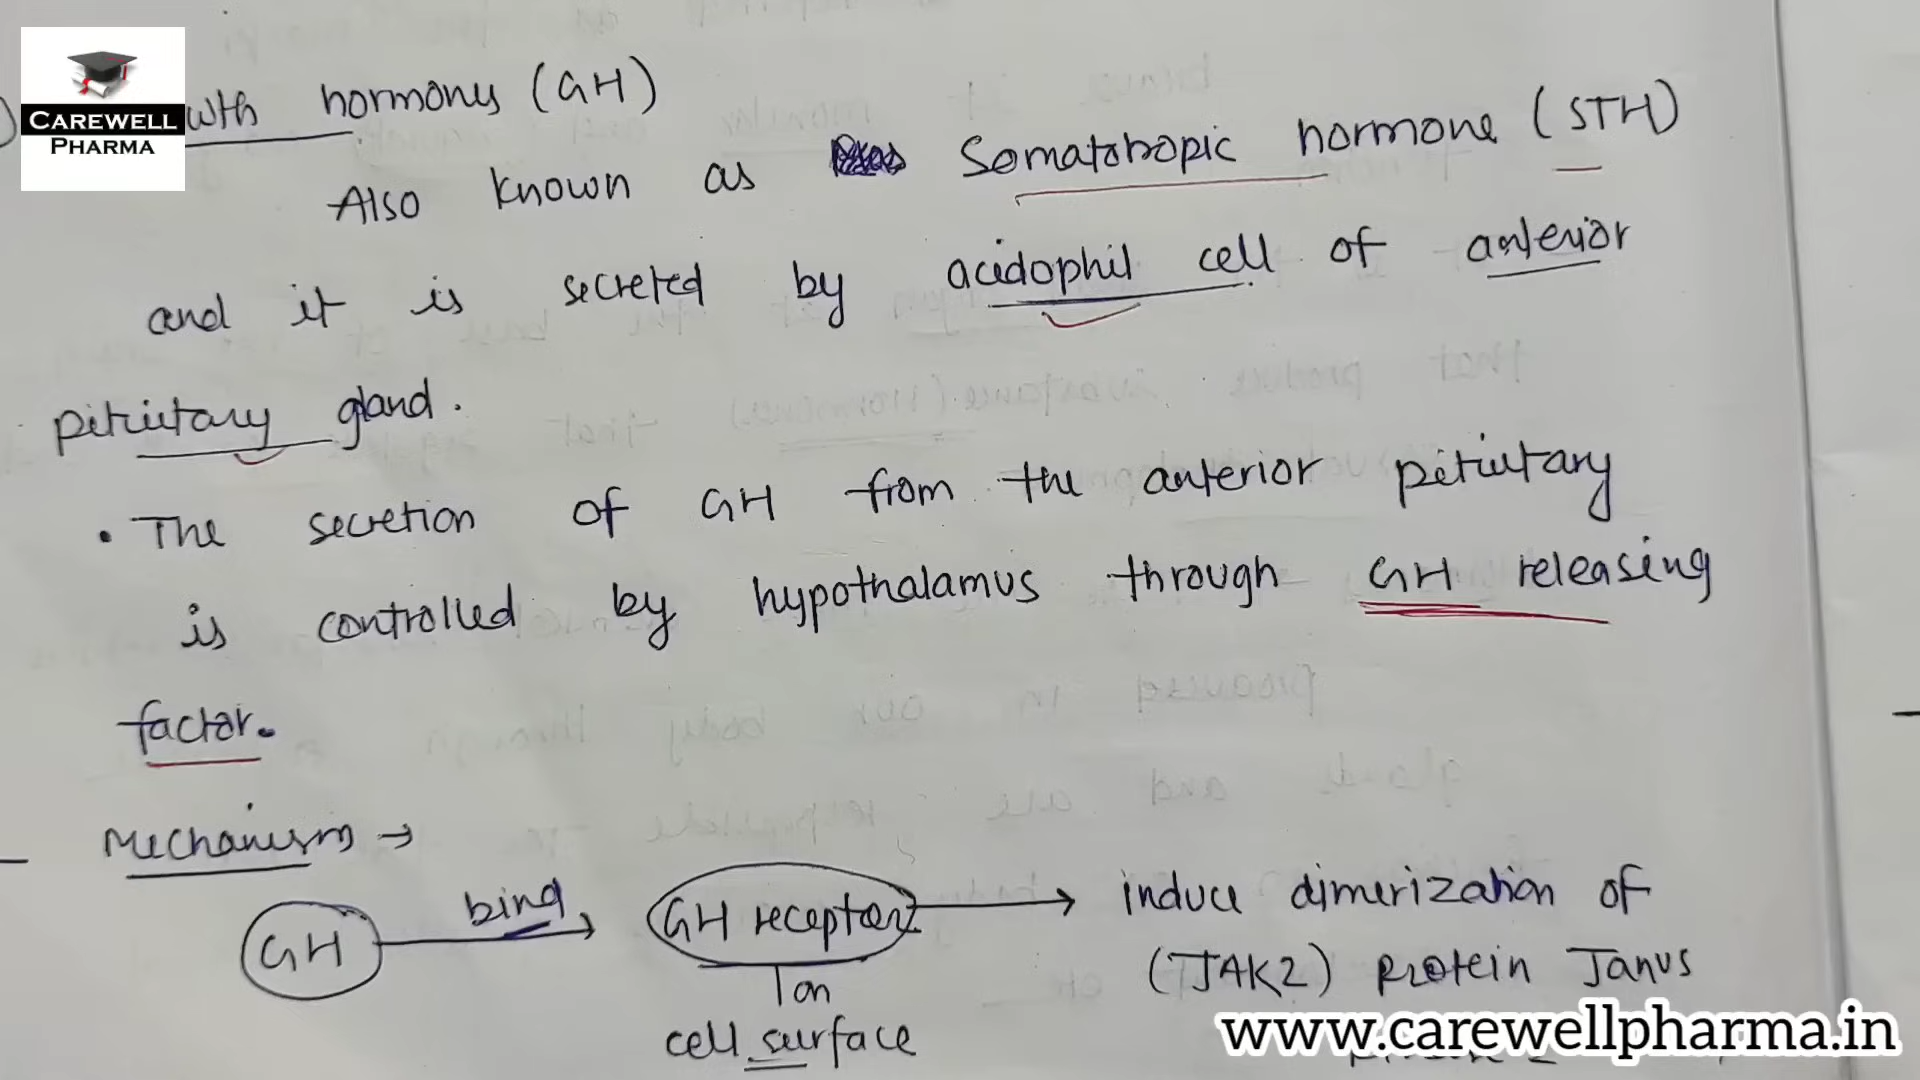 CAREWELL
PHARMA
wth hormones (GH)
Also known as Somatotropic hormone (STH)
and it is secreted by acidophil cell of anterior
pituitary gland.
• The secretion of GH from the anterior pituitary
is controlled by hypothalamus through GH releasing
factor.
Mechanism →
GH bind → GH receptor → induce dimerization of
(JAK2) protein Janus
on
cell surface
www.carewellpharma.in